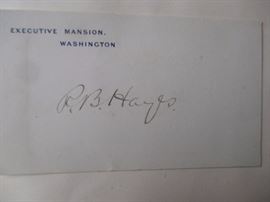 EXECUTIVE MANSION.
WASHINGTON
R. B. Hayes.